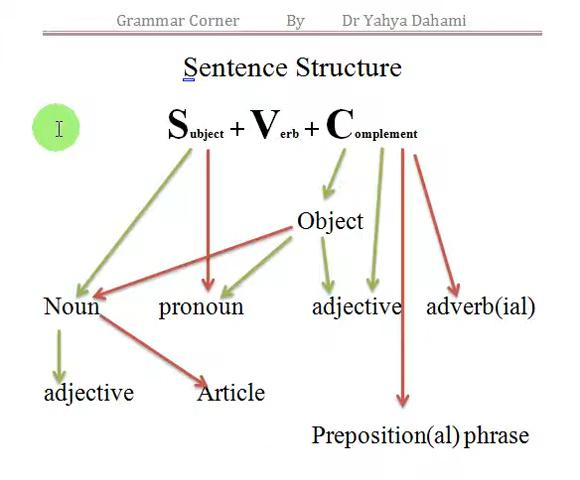 Grammar Corner By Dr Yahya Dahami
Sentence Structure
Subject + Verb + Complement
Object
Noun pronoun adjective adverb(ial)
adjective Article
Preposition(al) phrase